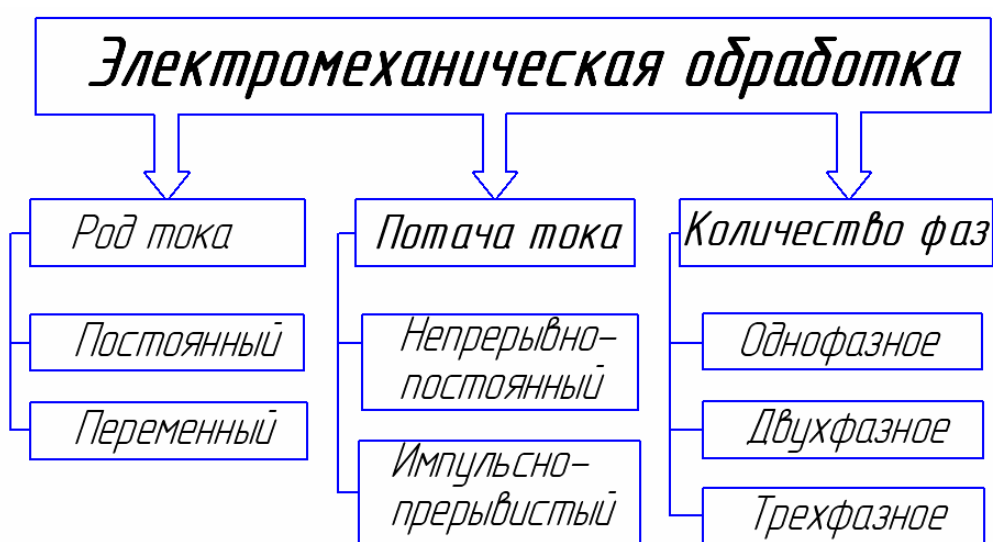 Электромеханическая обработка
Род тока
Постоянный
Переменный
Потача тока
Непрерывно-
постоянный
Импульсно-
прерывистый
Количество фаз
Однофазное
Двухфазное
Трехфазное